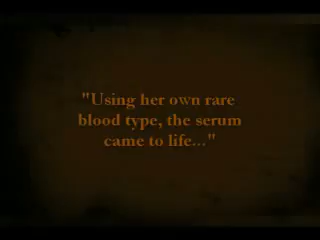 "Using her own rare
blood type, the serum
came to life..."